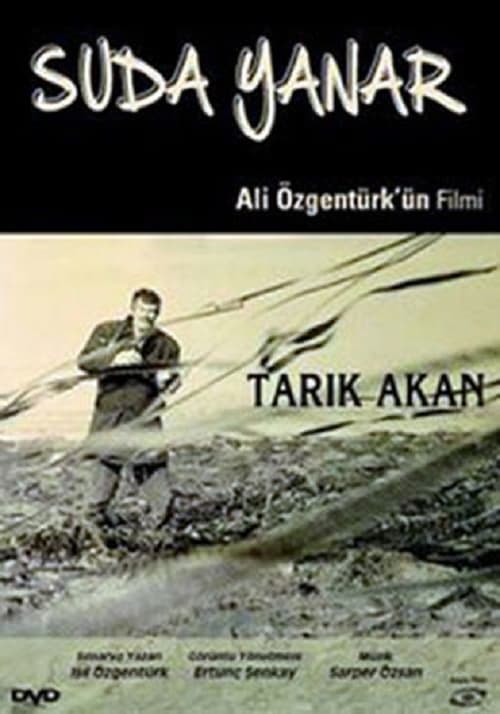 SUDA YANAR
Ali Özgentürk'ün Filmi
TARIK AKAN
Senaryo Yazarı Görüntü Yönetmeni Müzik
Işıl Özgentürk Ertunç Şenkay Sarper Özsan
DVD